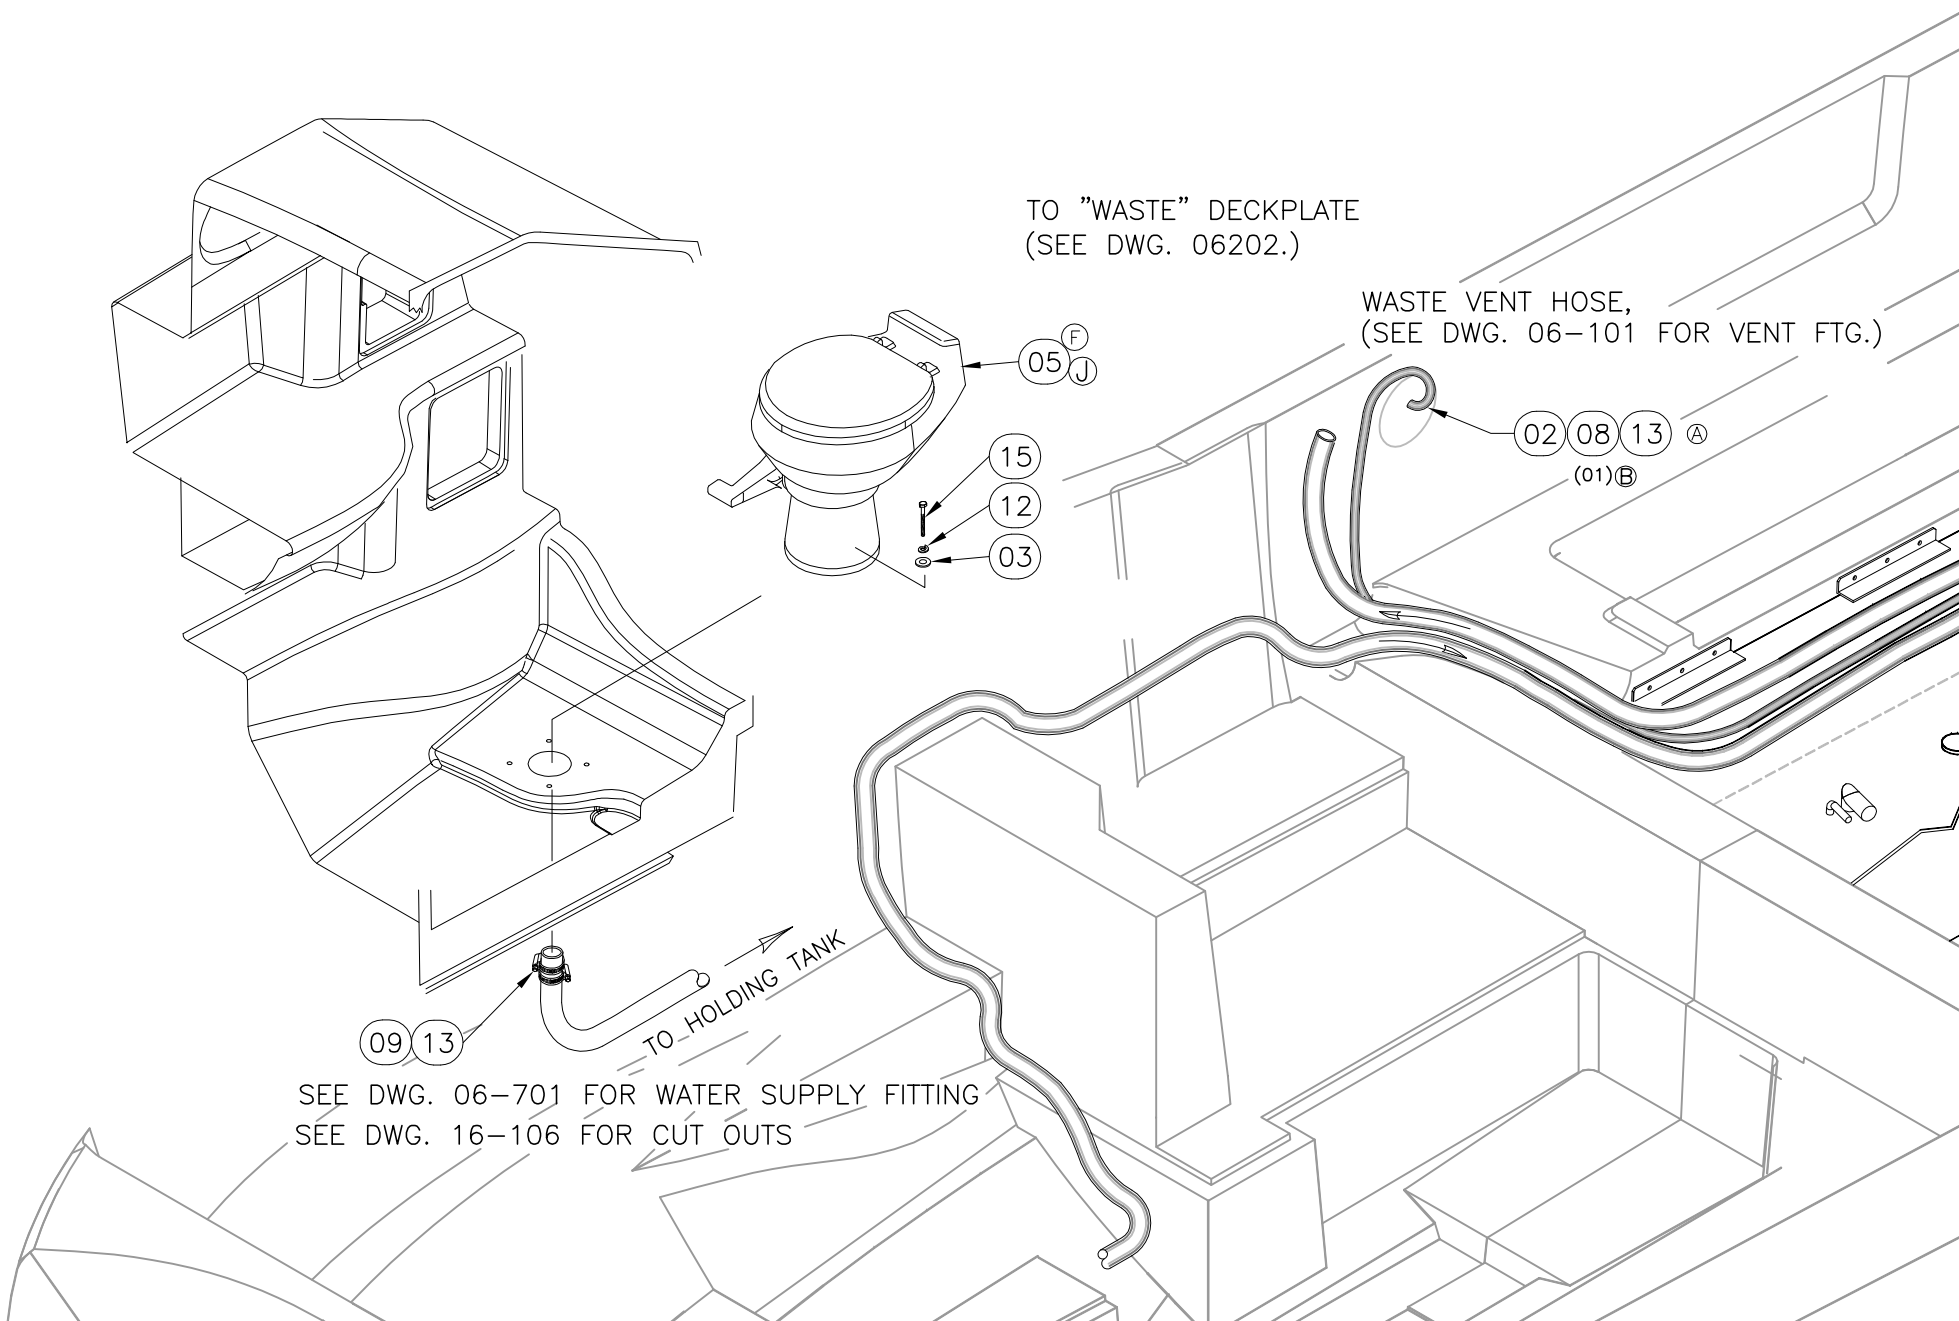 TO "WASTE" DECKPLATE
(SEE DWG. 06202.)
WASTE VENT HOSE,
(SEE DWG. 06-101 FOR VENT FTG.)
F
05
J
02 08 13 A
(01) B
15
12
03
TO HOLDING TANK
09 13
SEE DWG. 06-701 FOR WATER SUPPLY FITTING
SEE DWG. 16-106 FOR CUT OUTS